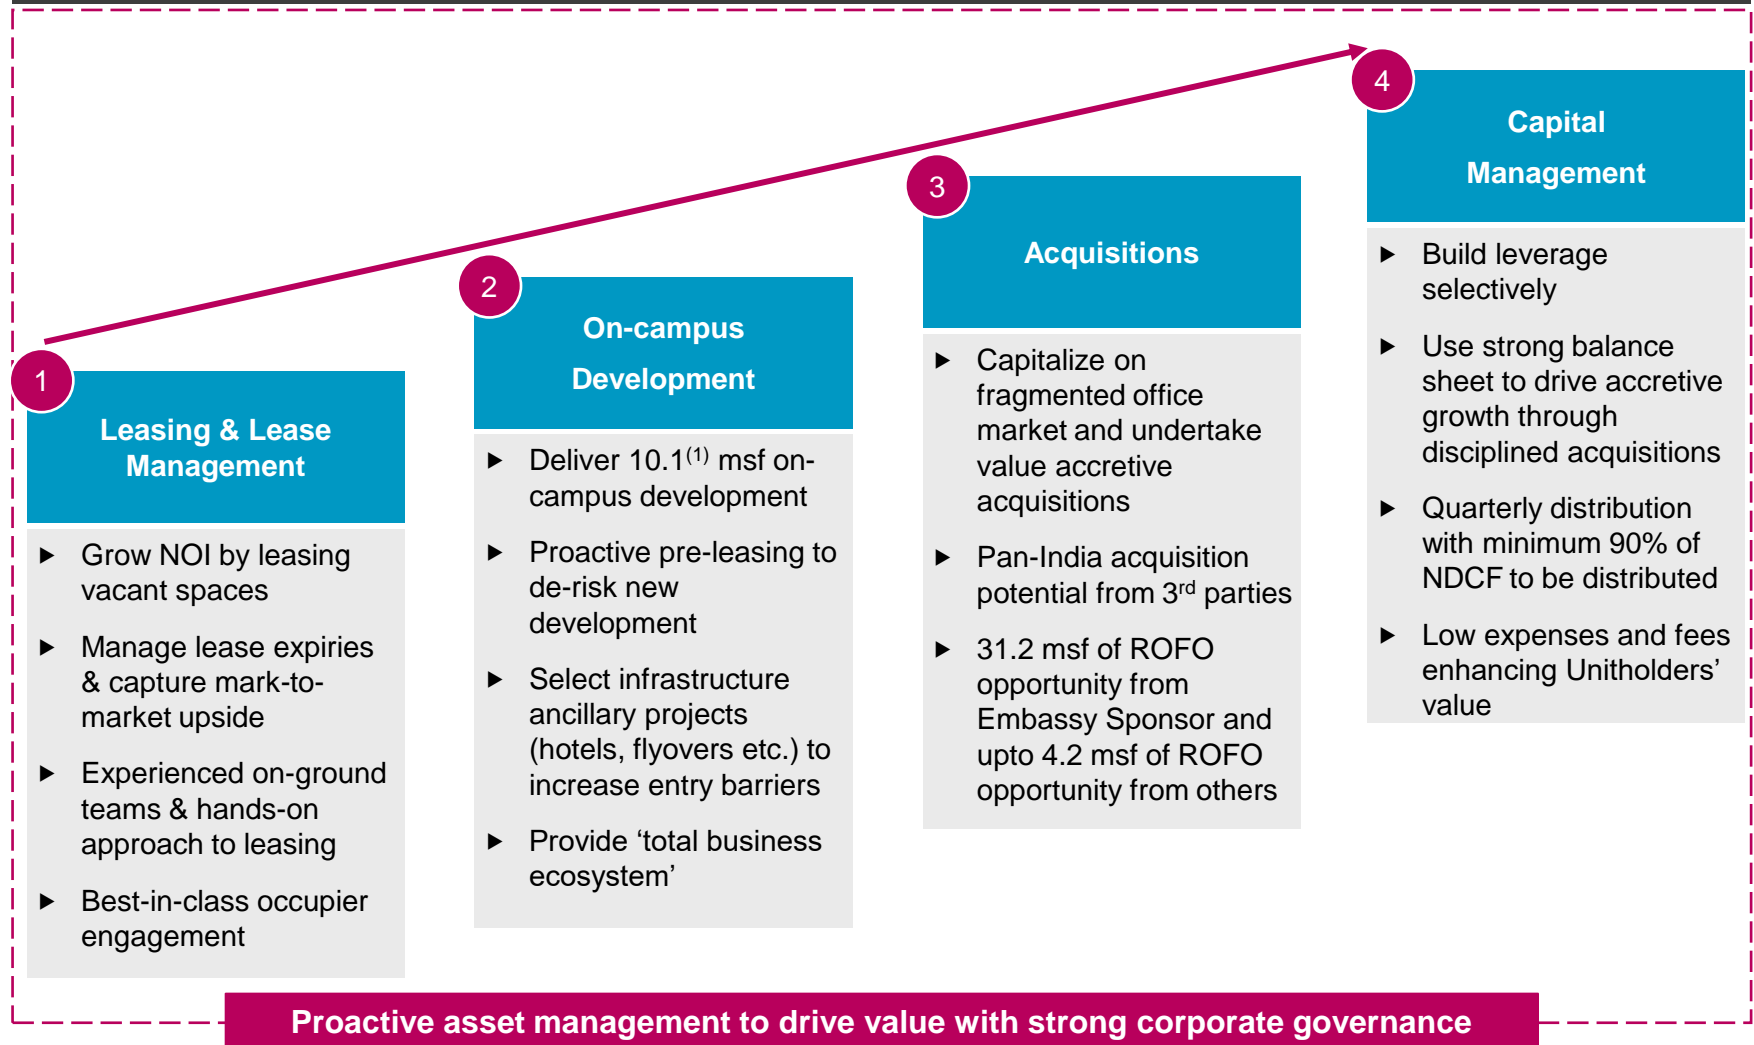 1
Leasing & Lease
Management
▶ Grow NOI by leasing
vacant spaces
▶ Manage lease expiries
& capture mark-to-
market upside
▶ Experienced on-ground
teams & hands-on
approach to leasing
▶ Best-in-class occupier
engagement
2
On-campus
Development
▶ Deliver 10.1(1) msf on-
campus development
▶ Proactive pre-leasing to
de-risk new
development
▶ Select infrastructure
ancillary projects
(hotels, flyovers etc.) to
increase entry barriers
▶ Provide ‘total business
ecosystem’
3
Acquisitions
▶ Capitalize on
fragmented office
market and undertake
value accretive
acquisitions
▶ Pan-India acquisition
potential from 3rd parties
▶ 31.2 msf of ROFO
opportunity from
Embassy Sponsor and
upto 4.2 msf of ROFO
opportunity from others
4
Capital
Management
▶ Build leverage
selectively
▶ Use strong balance
sheet to drive accretive
growth through
disciplined acquisitions
▶ Quarterly distribution
with minimum 90% of
NDCF to be distributed
▶ Low expenses and fees
enhancing Unitholders’
value
Proactive asset management to drive value with strong corporate governance